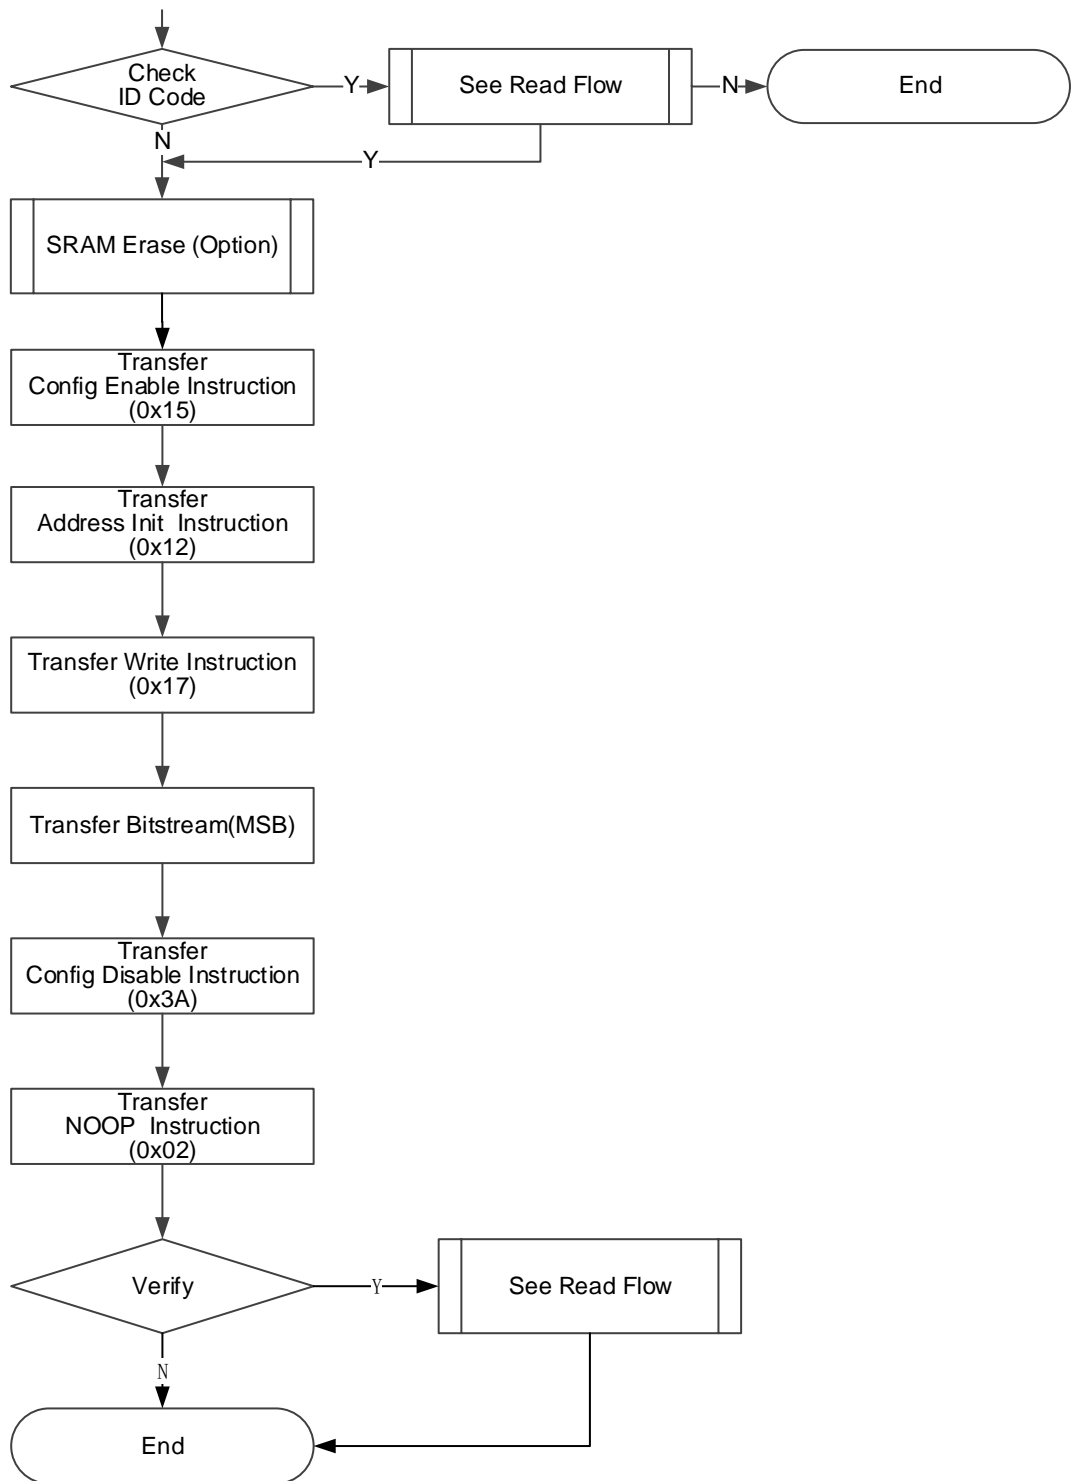 Check
ID Code
Y
See Read Flow
N
End
N
Y
SRAM Erase (Option)
Transfer
Config Enable Instruction
(0x15)
Transfer
Address Init  Instruction
(0x12)
Transfer Write Instruction
(0x17)
Transfer Bitstream(MSB)
Transfer
Config Disable Instruction
(0x3A)
Transfer
NOOP  Instruction
(0x02)
Verify
Y
See Read Flow
N
End